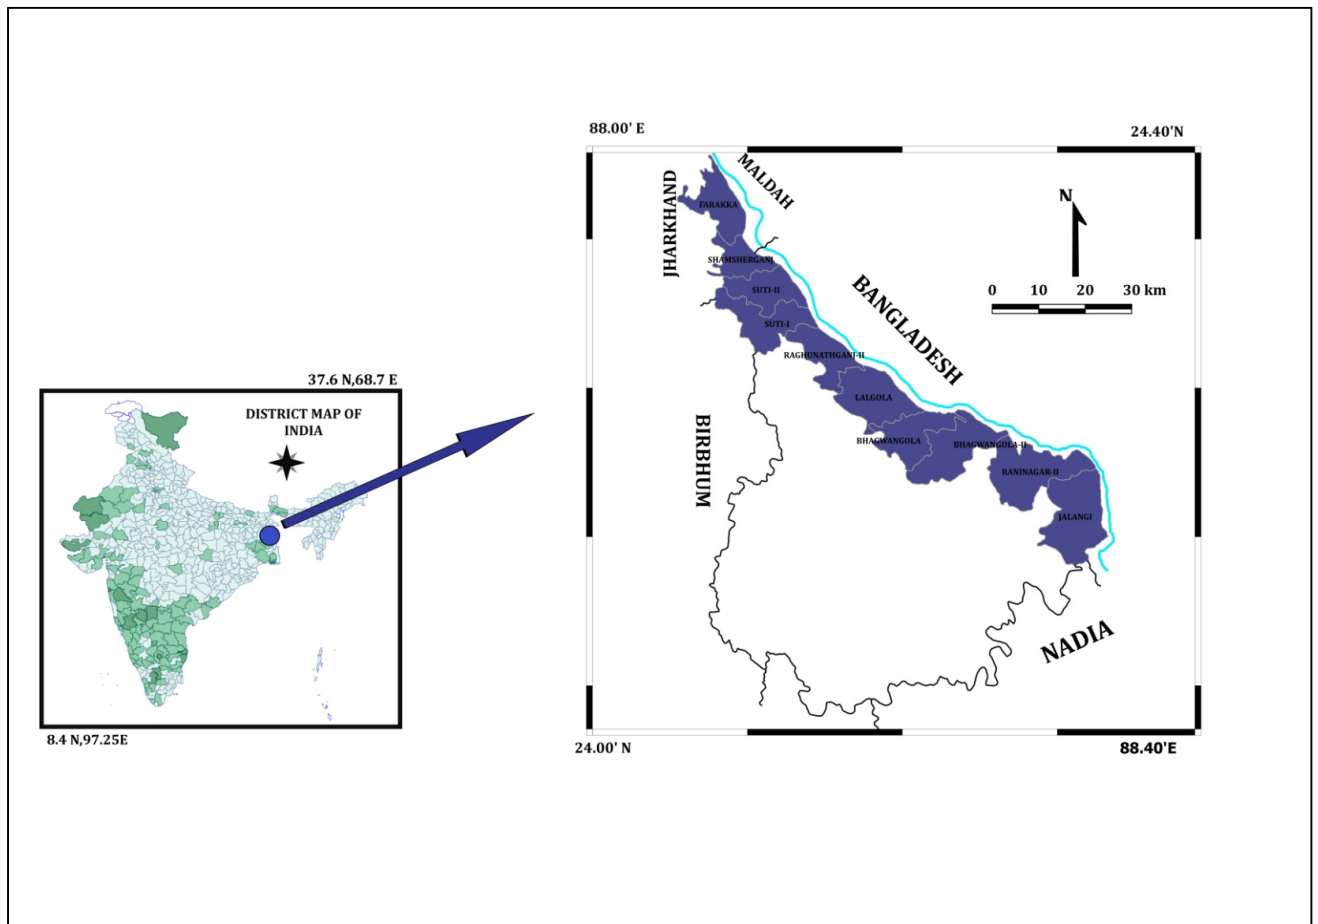 88.00' E
24.40'N
MALDAH
JHARKHAND
FARAKKA
N
SHAMSHERGANJ
BANGLADESH
SUTI-II
0 10 20 30 km
SUTI-I
RAGHUNATHGANJ-II
LALGOLA
BIRBHUM
BHAGWANGOLA
BHAGWANGOLA-II
RANINAGAR-II
JALANGI
NADIA
24.00' N
88.40'E
37.6 N,68.7 E
DISTRICT MAP OF
INDIA
8.4 N,97.25E